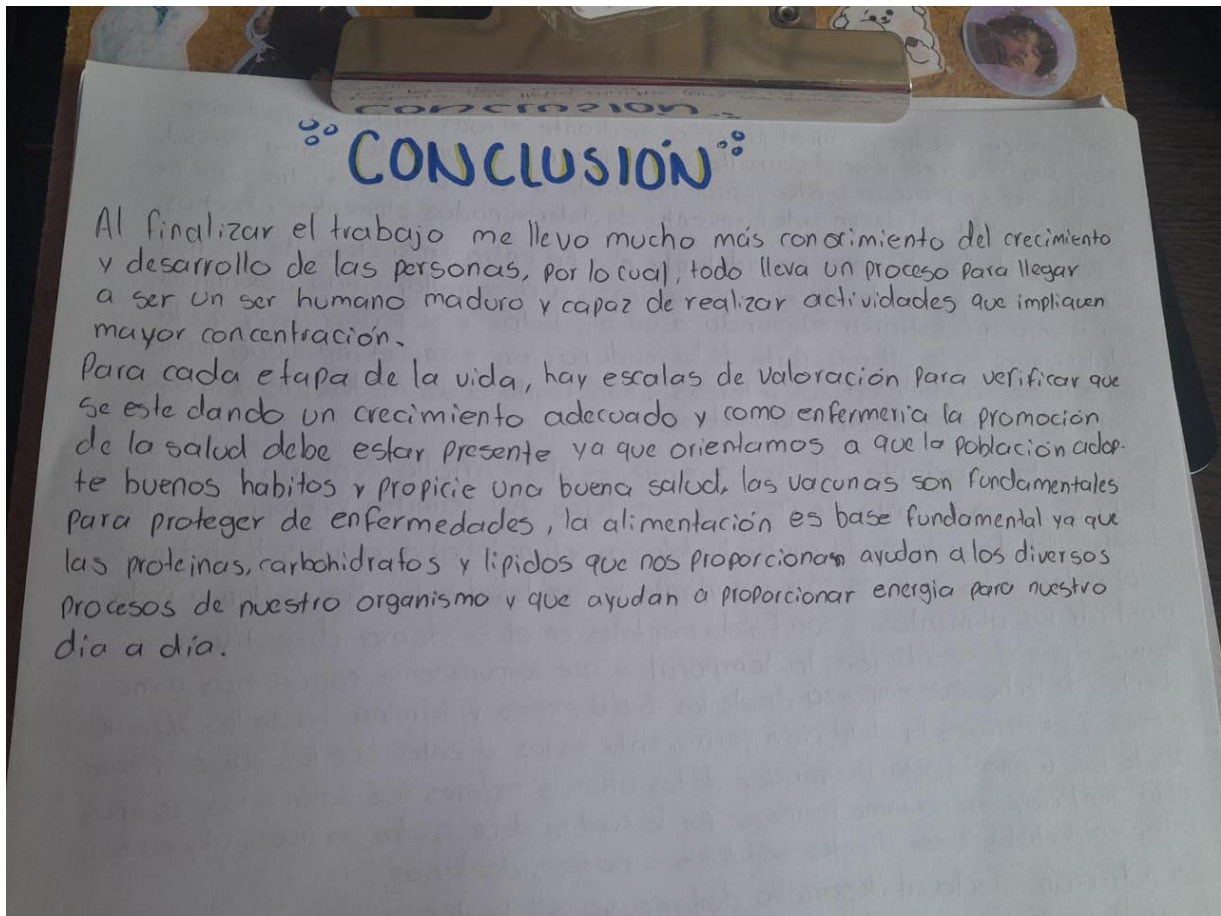 CONCLUSIÓN
Al finalizar el trabajo me llevo mucho más conocimiento del crecimiento
y desarrollo de las personas, por lo cual, todo lleva un proceso para llegar
a ser un ser humano maduro y capaz de realizar actividades que impliquen
mayor concentración.
Para cada etapa de la vida, hay escalas de valoración para verificar que
se este dando un crecimiento adecuado y como enfermeria la promoción
de la salud debe estar presente ya que orientamos a que la población adop-
te buenos habitos y propicie una buena salud, las vacunas son fundamentales
para proteger de enfermedades, la alimentación es base fundamental ya que
las proteinas, carbohidratos y lipidos que nos proporcionan ayudan a los diversos
procesos de nuestro organismo y que ayudan a proporcionar energia para nuestro
día a día.